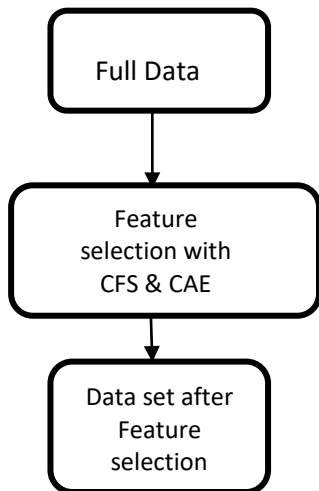 Full Data
Feature
selection with
CFS & CAE
Data set after
Feature
selection